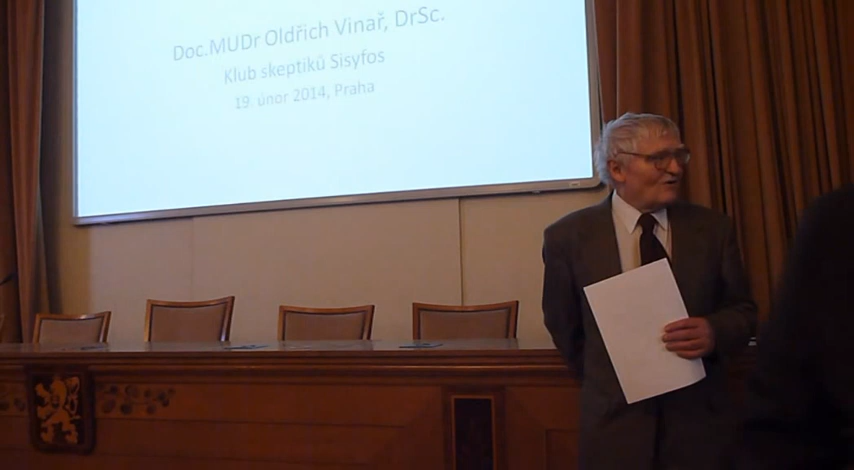 Doc.MUDr Oldřich Vinař, DrSc.
Klub skeptiků Sisyfos
19. únor 2014, Praha